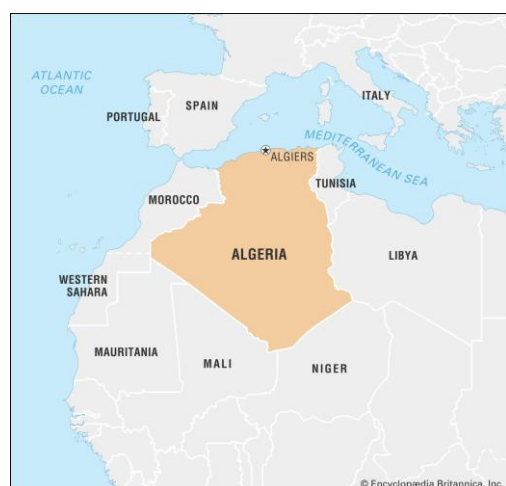 ATLANTIC
OCEAN
ITALY
SPAIN
PORTUGAL
MEDITERRANEAN SEA
ALGIERS
TUNISIA
MOROCCO
ALGERIA
LIBYA
WESTERN
SAHARA
MAURITANIA
MALI
NIGER
© Encyclopædia Britannica, Inc.